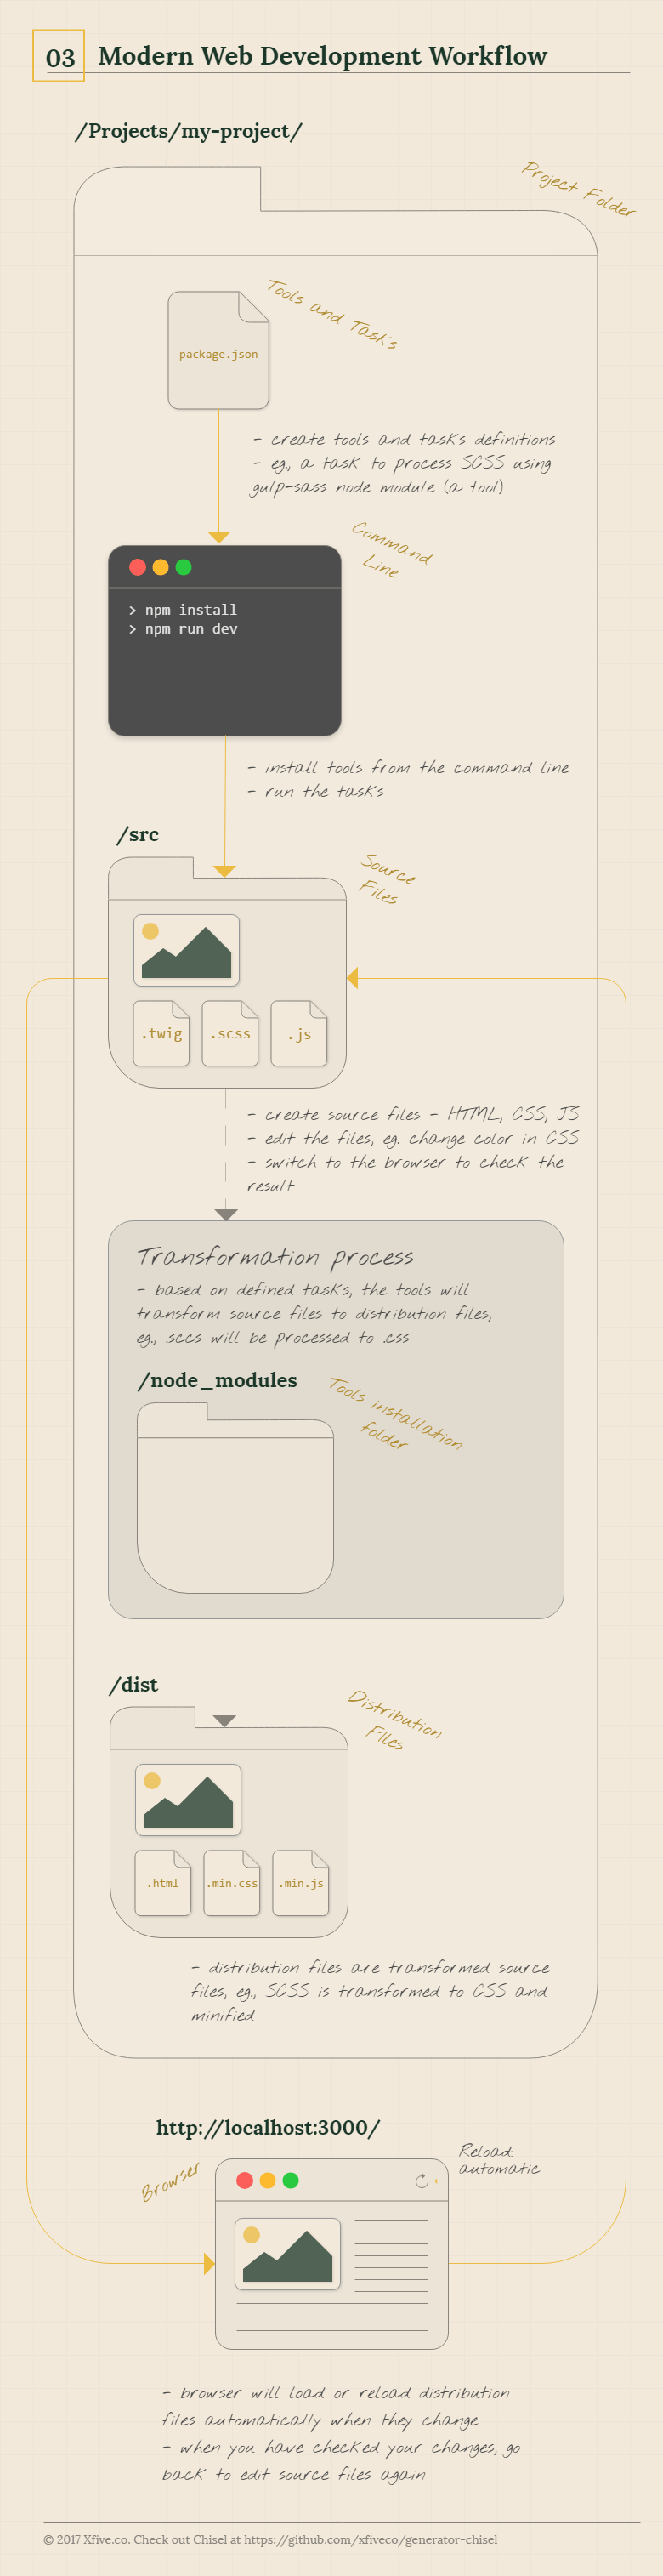 03 Modern Web Development Workflow
/Projects/my-project/
Project Folder
Tools and Tasks
package.json
- create tools and tasks definitions
- eg., a task to process SCSS using
gulp-sass node module (a tool)
Command
Line
> npm install
> npm run dev
- install tools from the command line
- run the tasks
/src
Source
Files
.twig .scss .js
- create source files - HTML, CSS, JS
- edit the files, eg. change color in CSS
- switch to the browser to check the
result
Transformation process
- based on defined tasks, the tools will
transform source files to distribution files,
eg., .sccs will be processed to .css
/node_modules
Tools installation
folder
/dist
Distribution
FIles
.html .min.css .min.js
- distribution files are transformed source
files, eg., SCSS is transformed to CSS and
minified
http://localhost:3000/
Reload
automatic
Browser
- browser will load or reload distribution
files automatically when they change
- when you have checked your changes, go
back to edit source files again
© 2017 Xfive.co. Check out Chisel at https://github.com/xfiveco/generator-chisel